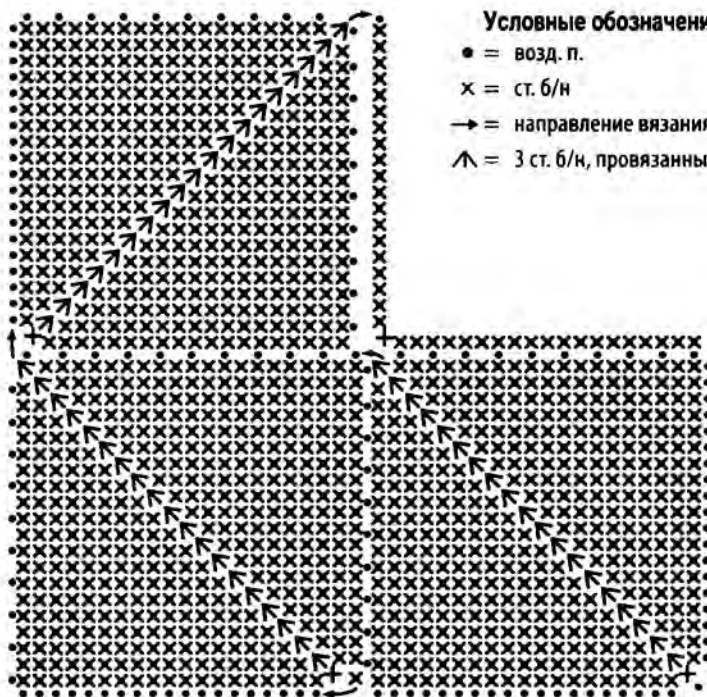 Условные обозначени
• = возд. п.
× = ст. б/н
→ = направление вязания
= 3 ст. б/н, провязанны